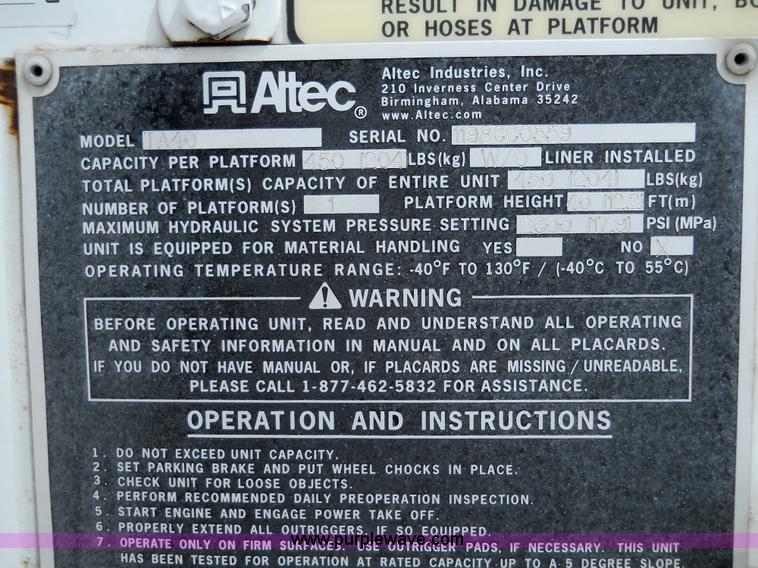 RESULT IN DAMAGE TO UNIT,
OR HOSES AT PLATFORM
Altec®
Altec Industries, Inc.
210 Inverness Center Drive
Birmingham, Alabama 35242
www.Altec.com
MODEL TA40 SERIAL NO. 1198CC0559
CAPACITY PER PLATFORM 450 (204) LBS(kg) W/O LINER INSTALLED
TOTAL PLATFORM(S) CAPACITY OF ENTIRE UNIT 450 (204) LBS(kg)
NUMBER OF PLATFORM(S) 1 PLATFORM HEIGHT 40 (12.2) FT(m)
MAXIMUM HYDRAULIC SYSTEM PRESSURE SETTING 2600 (17.9) PSI (MPa)
UNIT IS EQUIPPED FOR MATERIAL HANDLING YES NO X
OPERATING TEMPERATURE RANGE: -40°F TO 130°F / (-40°C TO 55°C)
WARNING
BEFORE OPERATING UNIT, READ AND UNDERSTAND ALL OPERATING
AND SAFETY INFORMATION IN MANUAL AND ON ALL PLACARDS.
IF YOU DO NOT HAVE MANUAL OR, IF PLACARDS ARE MISSING/UNREADABLE,
PLEASE CALL 1-877-462-5832 FOR ASSISTANCE.
OPERATION AND INSTRUCTIONS
1. DO NOT EXCEED UNIT CAPACITY.
2. SET PARKING BRAKE AND PUT WHEEL CHOCKS IN PLACE.
3. CHECK UNIT FOR LOOSE OBJECTS.
4. PERFORM RECOMMENDED DAILY PREOPERATION INSPECTION.
5. START ENGINE AND ENGAGE POWER TAKE OFF.
6. PROPERLY EXTEND ALL OUTRIGGERS, IF SO EQUIPPED.
7. OPERATE ONLY ON FIRM SURFACES. USE OUTRIGGER PADS, IF NECESSARY. THIS UNIT
HAS BEEN TESTED FOR OPERATION AT RATED CAPACITY UP TO A 5 DEGREE SLOPE.
www.purplewave.com